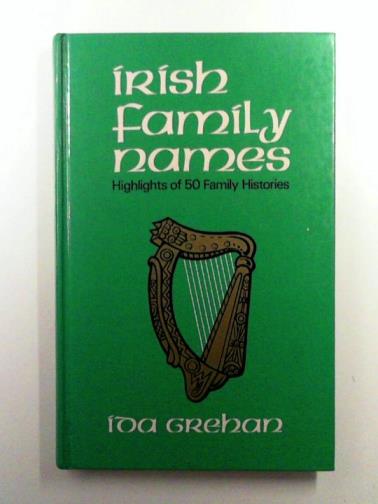 irish
family
names
Highlights of 50 Family Histories
ida grehan